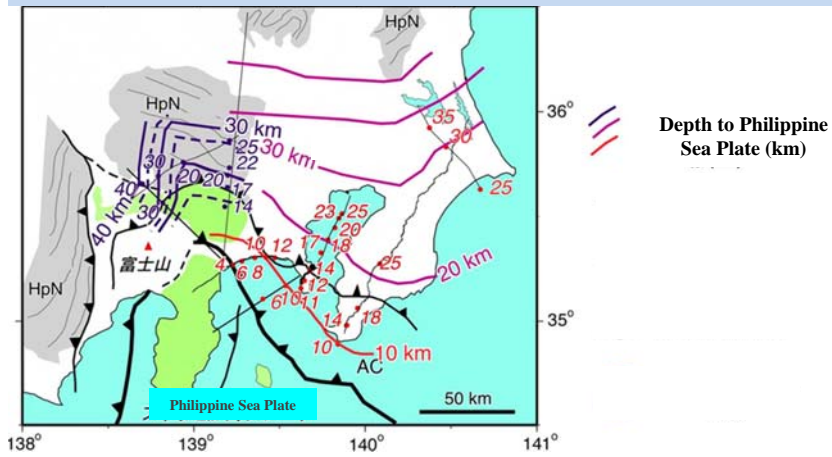 HpN
HpN
36°
30 km
25
22
30 km
35
30
30
20
20
17
14
40
30
40 km
25
23
25
20
17
18
20 km
富士山
10
12
4
6
8
14
12
10
11
6
25
HpN
14
18
35°
10
10 km
AC
50 km
Philippine Sea Plate
138
139
140
141°
Depth to Philippine
Sea Plate (km)